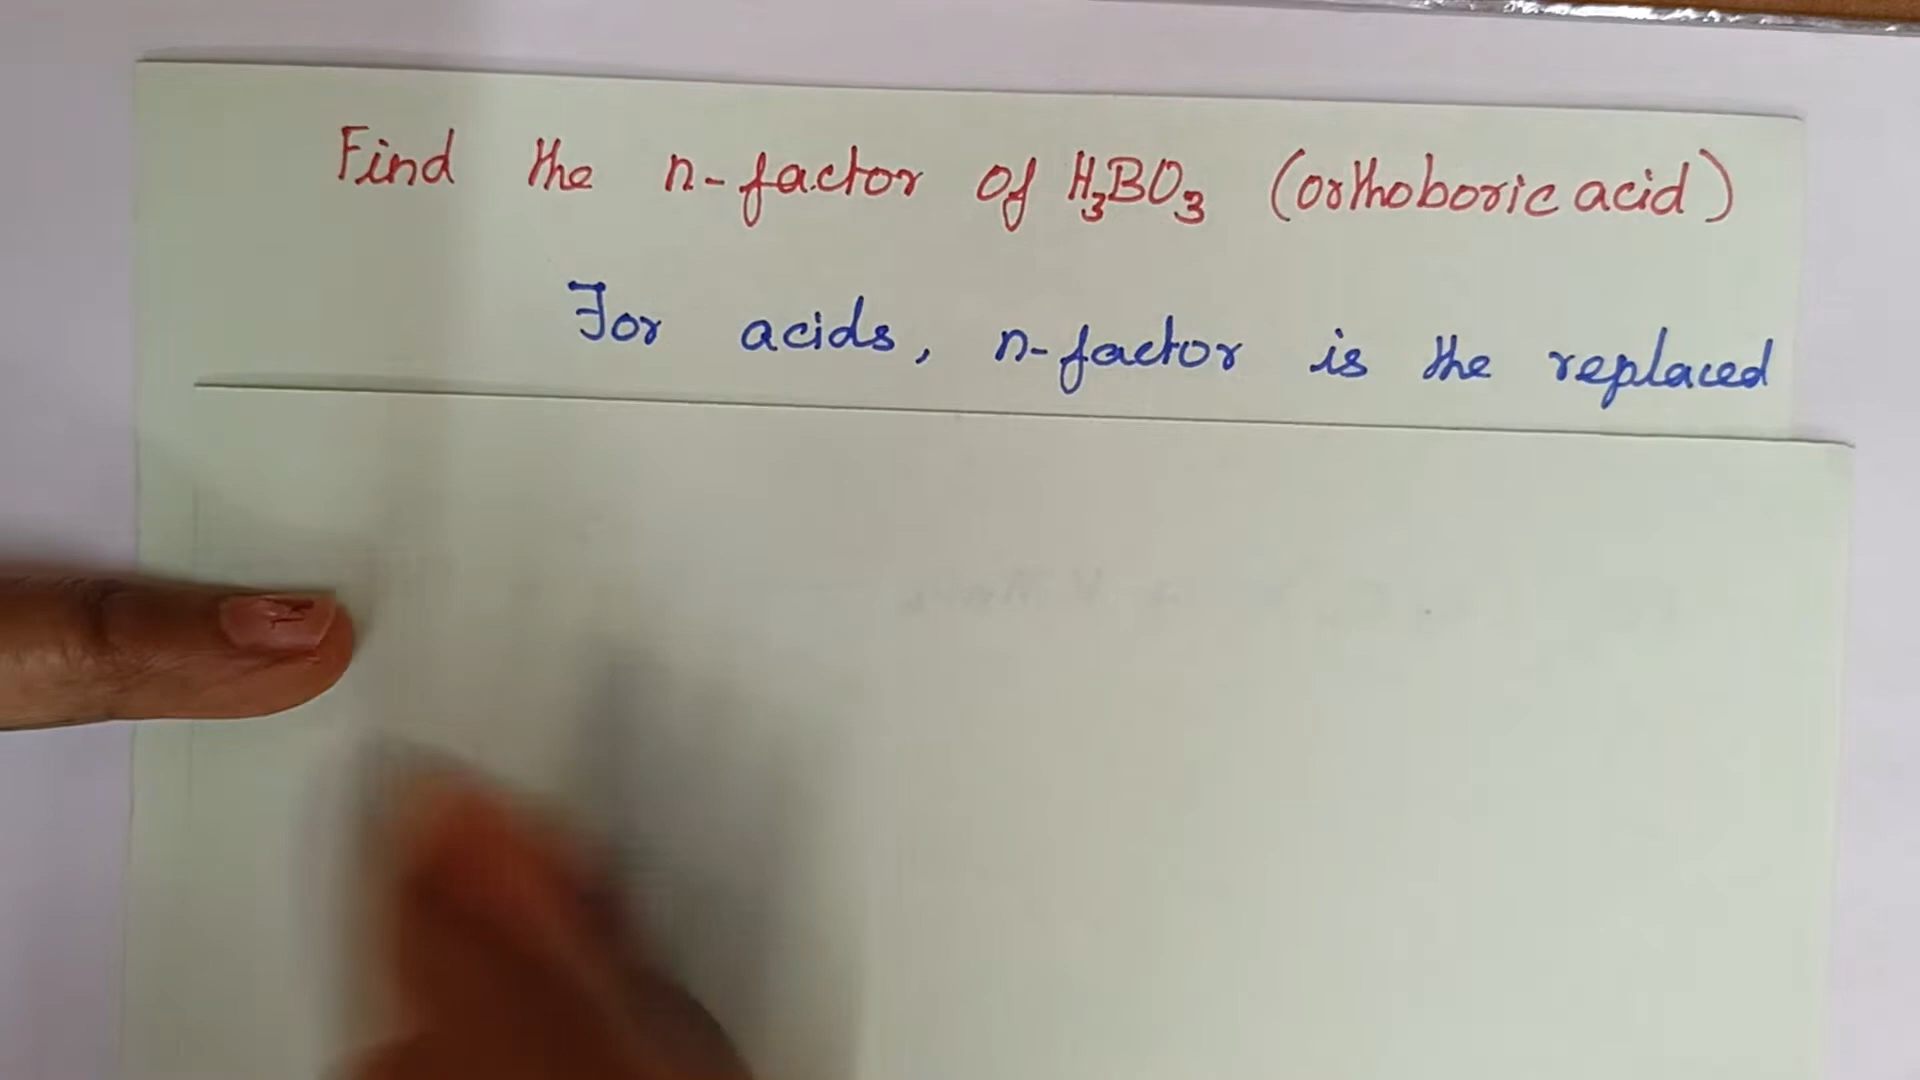 Find the n-factor of H₃BO₃ (orthoboric acid)
For acids, n-factor is the replaced